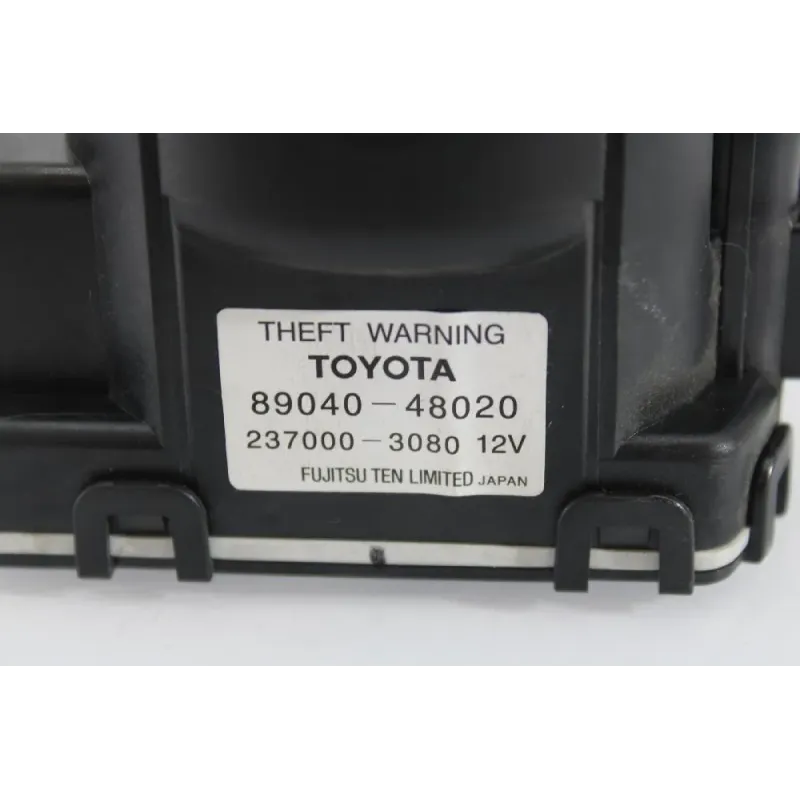 THEFT WARNING
TOYOTA
89040-48020
237000-3080 12V
FUJITSU TEN LIMITED JAPAN